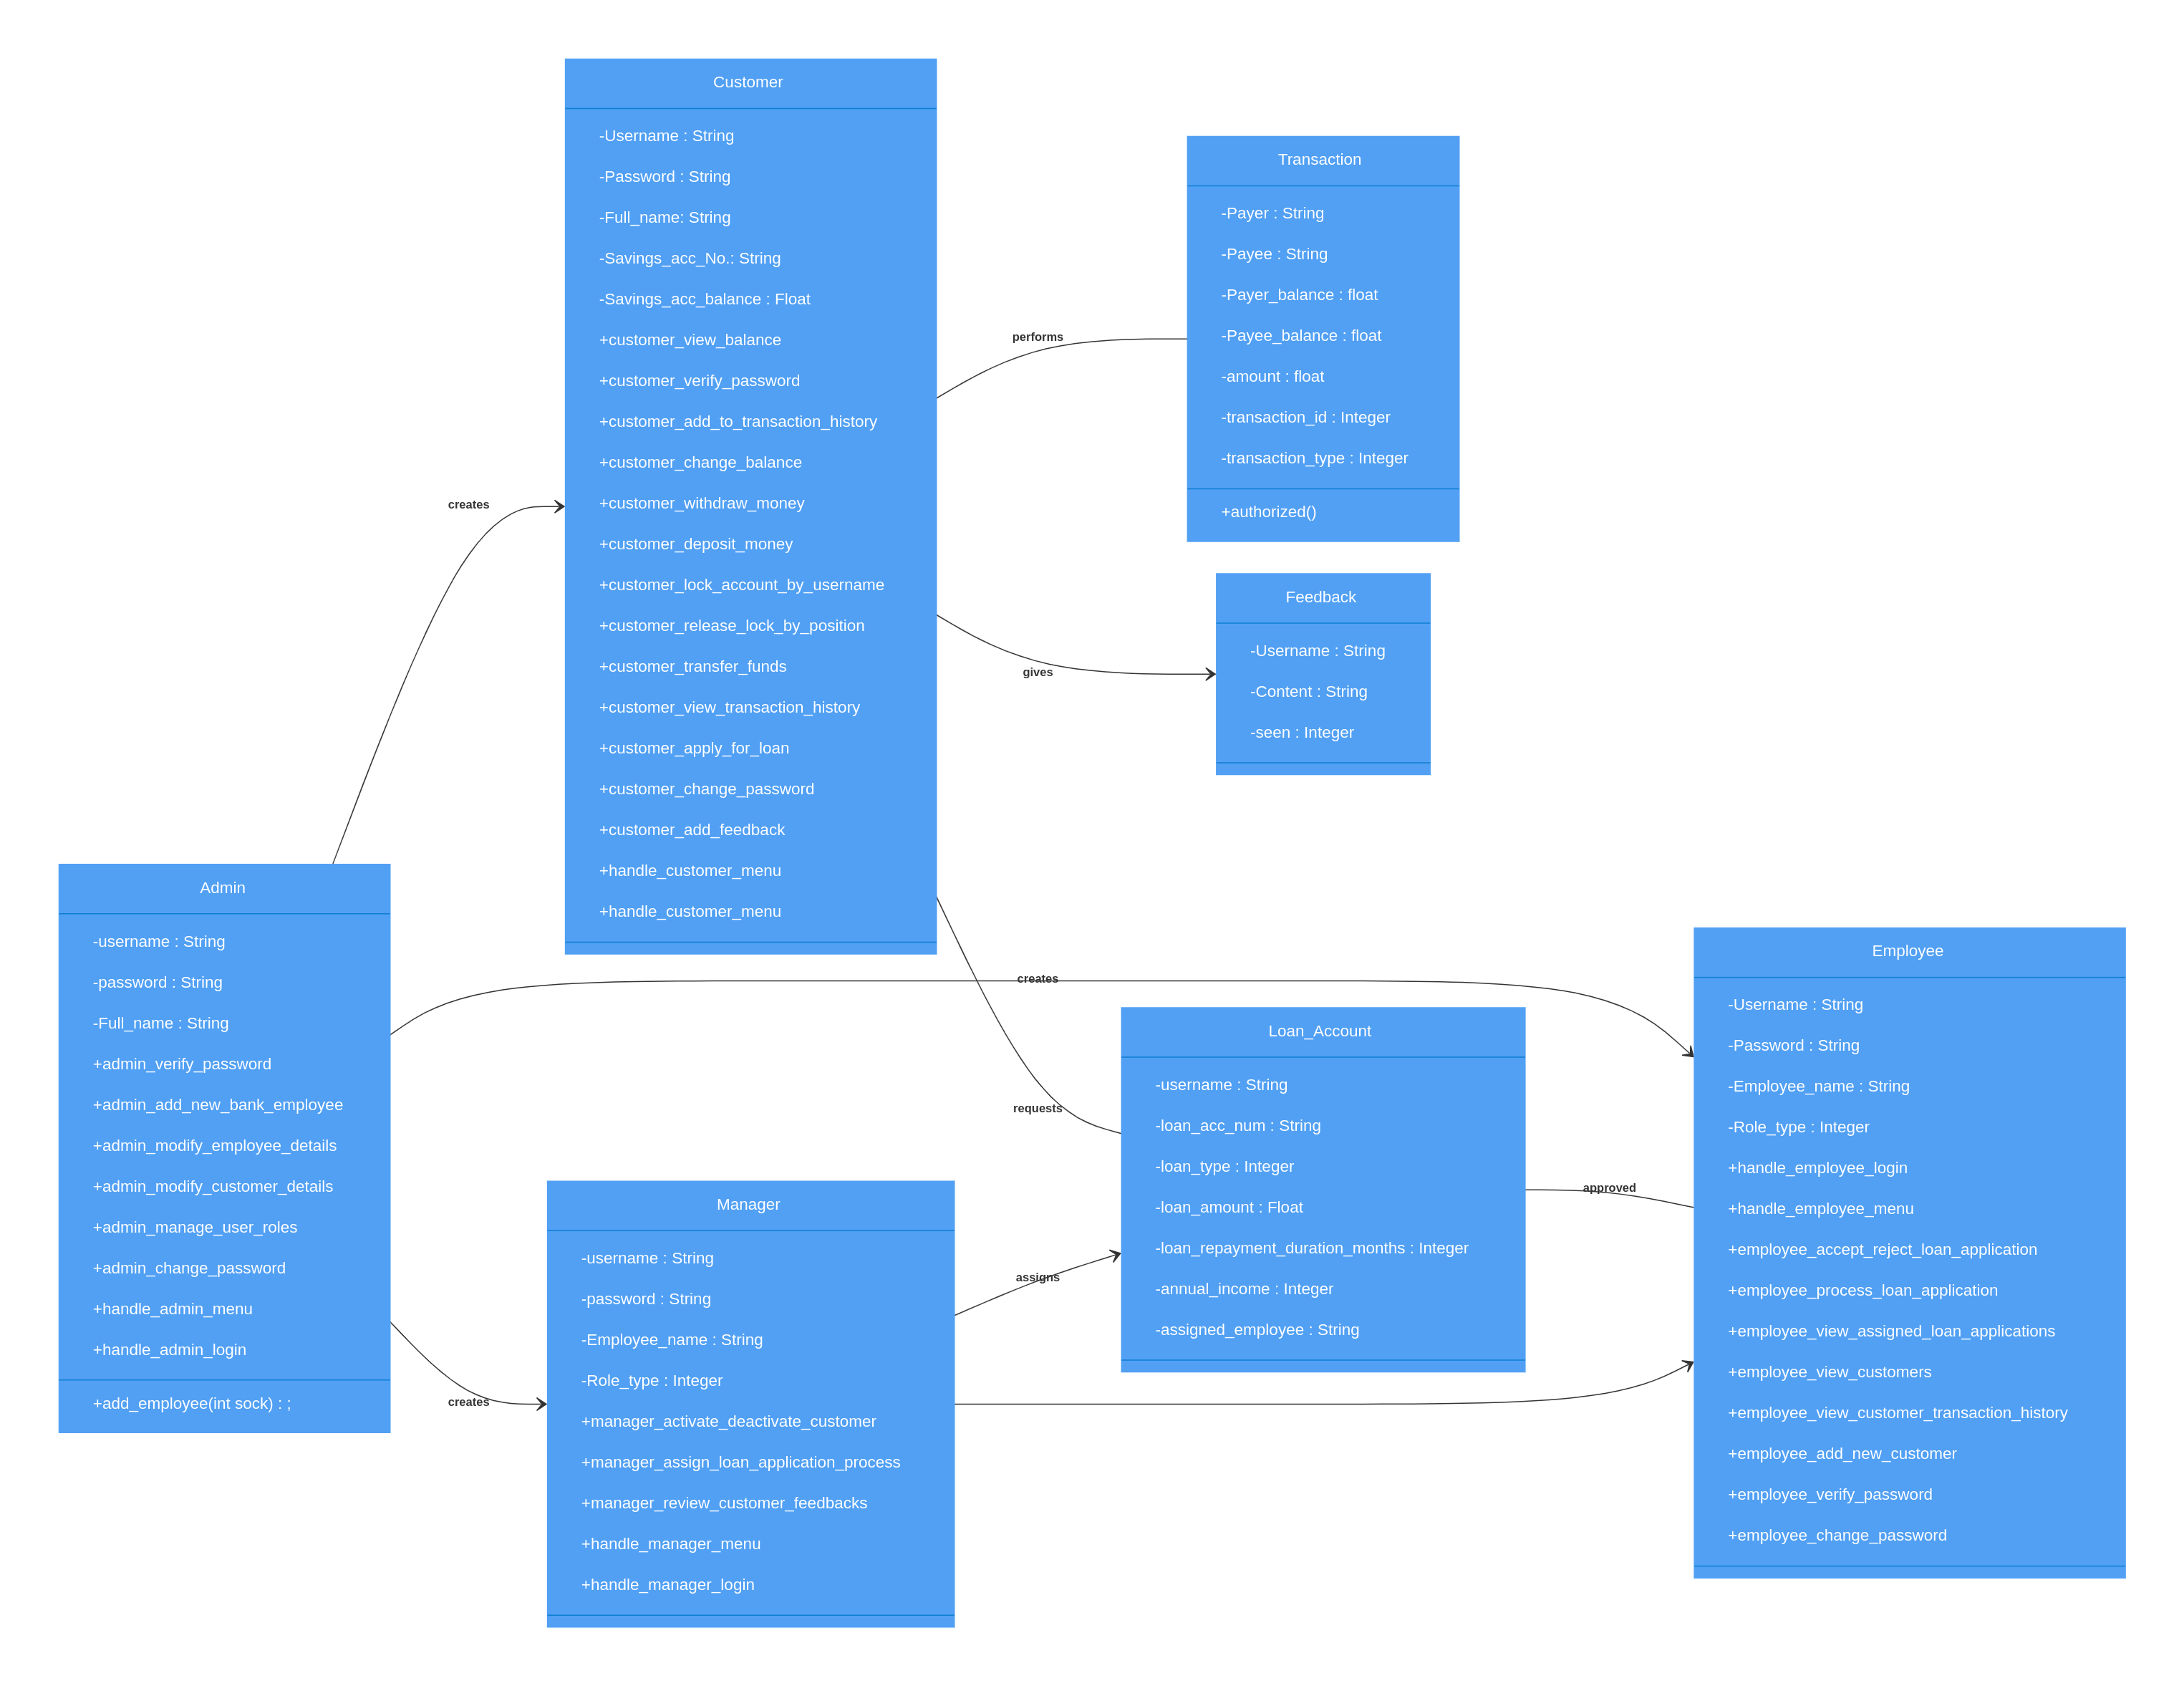 Customer
-Username : String
-Password : String
-Full_name: String
-Savings_acc_No.: String
-Savings_acc_balance : Float
+customer_view_balance
+customer_verify_password
+customer_add_to_transaction_history
+customer_change_balance
+customer_withdraw_money
+customer_deposit_money
+customer_lock_account_by_username
+customer_release_lock_by_position
+customer_transfer_funds
+customer_view_transaction_history
+customer_apply_for_loan
+customer_change_password
+customer_add_feedback
+handle_customer_menu
+handle_customer_menu
performs
Transaction
-Payer : String
-Payee : String
-Payer_balance : float
-Payee_balance : float
-amount : float
-transaction_id : Integer
-transaction_type : Integer
+authorized()
creates
gives
Feedback
-Username : String
-Content : String
-seen : Integer
Admin
-username : String
-password : String
-Full_name : String
+admin_verify_password
+admin_add_new_bank_employee
+admin_modify_employee_details
+admin_modify_customer_details
+admin_manage_user_roles
+admin_change_password
+handle_admin_menu
+handle_admin_login
+add_employee(int sock) : ;
creates
requests
Loan_Account
-username : String
-loan_acc_num : String
-loan_type : Integer
-loan_amount : Float
-loan_repayment_duration_months : Integer
-annual_income : Integer
-assigned_employee : String
approved
Employee
-Username : String
-Password : String
-Employee_name : String
-Role_type : Integer
+handle_employee_login
+handle_employee_menu
+employee_accept_reject_loan_application
+employee_process_loan_application
+employee_view_assigned_loan_applications
+employee_view_customers
+employee_view_customer_transaction_history
+employee_add_new_customer
+employee_verify_password
+employee_change_password
creates
Manager
-username : String
-password : String
-Employee_name : String
-Role_type : Integer
+manager_activate_deactivate_customer
+manager_assign_loan_application_process
+manager_review_customer_feedbacks
+handle_manager_menu
+handle_manager_login
assigns